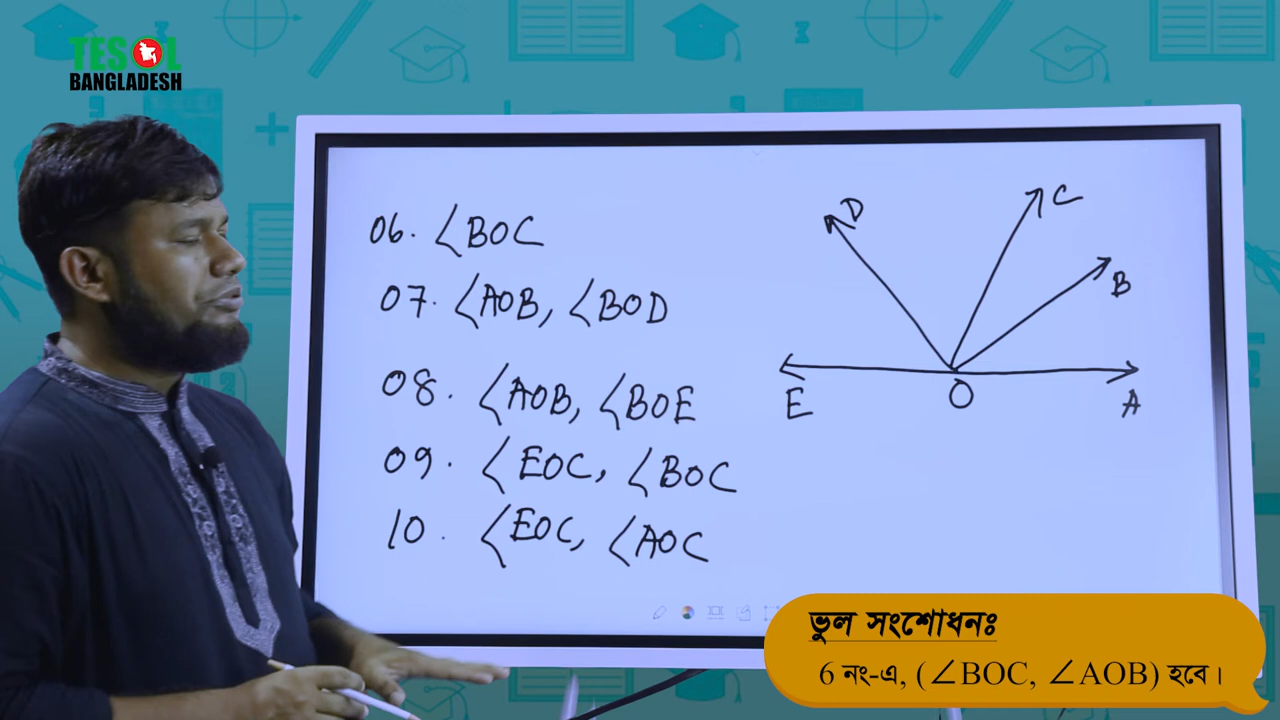 TESOL
BANGLADESH
06. ∠BOC
07. ∠AOB, ∠BOD
08. ∠AOB, ∠BOE
09. ∠EOC, ∠BOC
10. ∠EOC, ∠AOC
D
C
B
E
O
A
ভুল সংশোধনঃ
6 নং-এ, (∠BOC, ∠AOB) হবে।